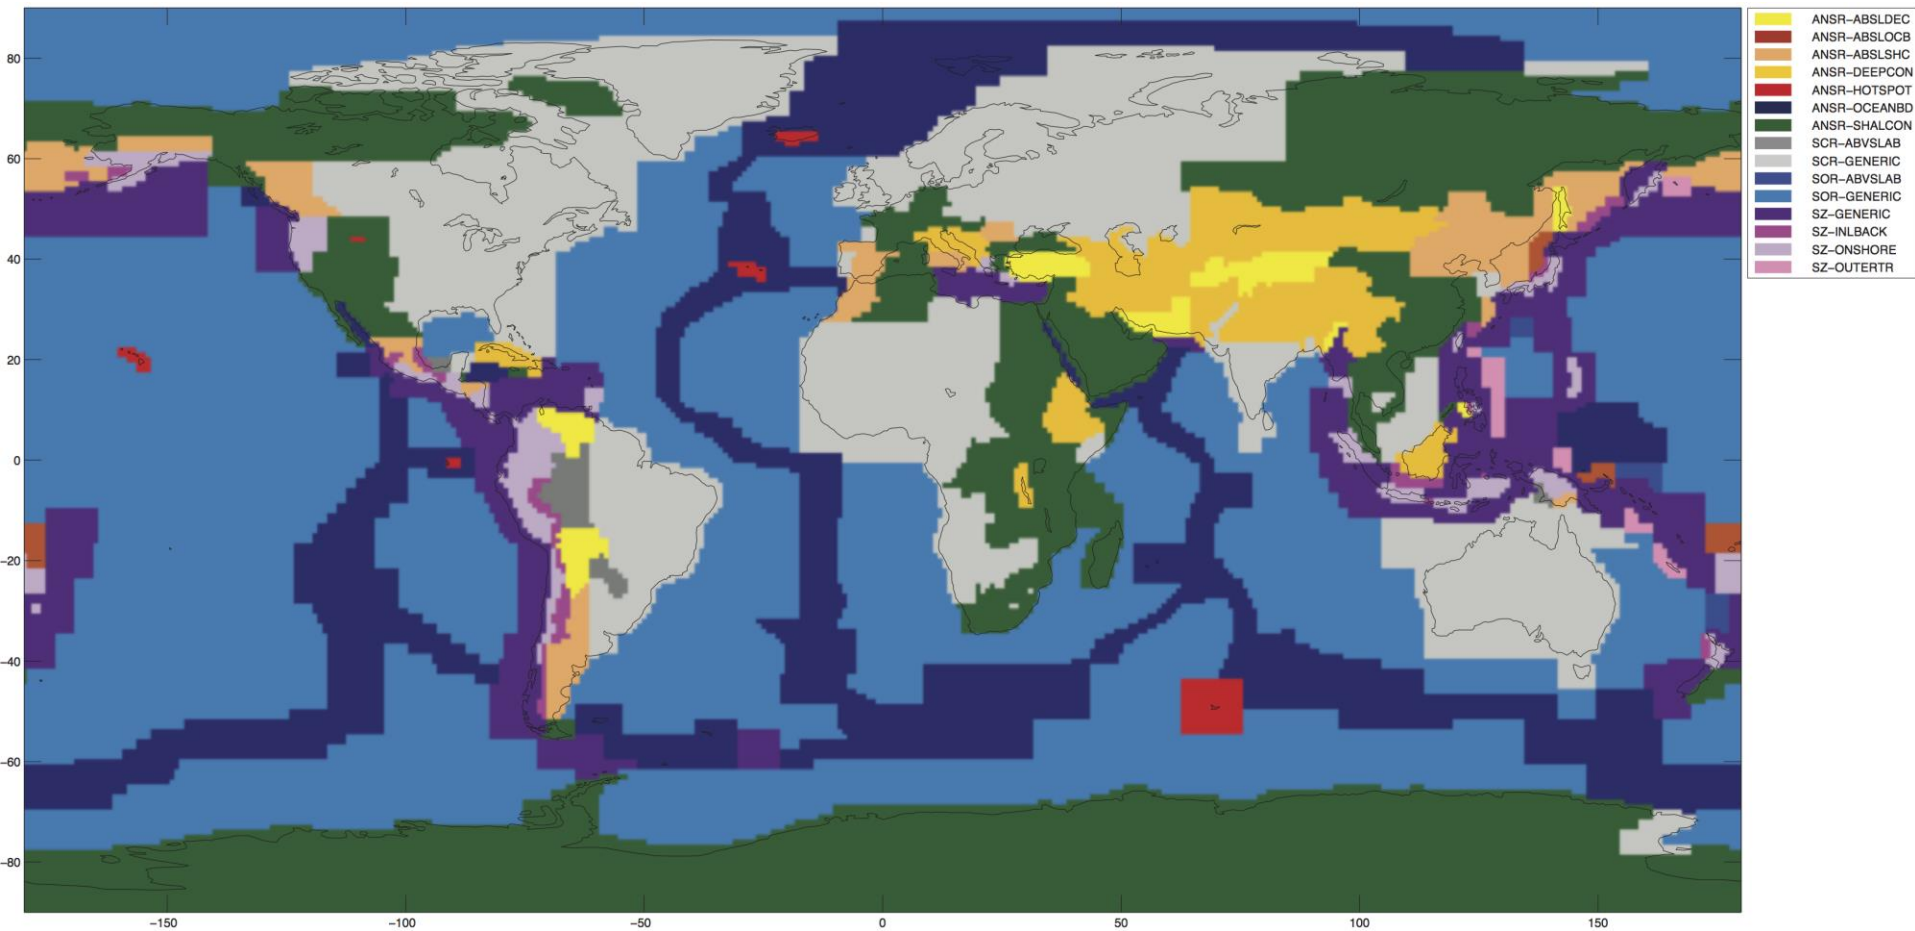 80
60
40
20
0
−20
−40
−60
−80
−150
−100
−50
0
50
100
150
ANSR−ABSLDEC
ANSR−ABSLOCB
ANSR−ABSLSHC
ANSR−DEEPCON
ANSR−HOTSPOT
ANSR−OCEANBD
ANSR−SHALCON
SCR−ABVSLAB
SCR−GENERIC
SOR−ABVSLAB
SOR−GENERIC
SZ−GENERIC
SZ−INLBACK
SZ−ONSHORE
SZ−OUTERTR